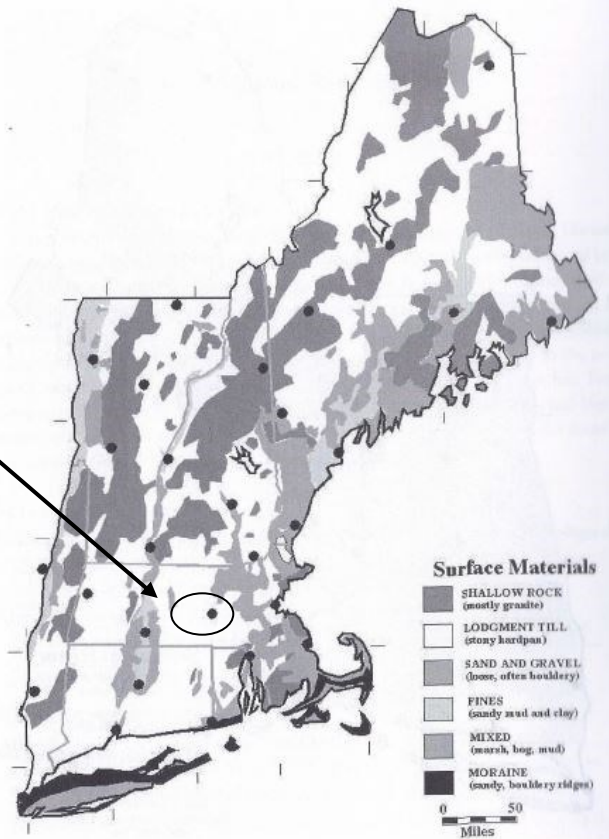 Surface Materials
SHALLOW ROCK
(mostly granite)
LODGMENT TILL
(stony hardpan)
SAND AND GRAVEL
(loose, often bouldery)
FINES
(sandy mud and clay)
MIXED
(marsh, bog, mud)
MORAINE
(sandy, bouldery ridges)
0 50
Miles